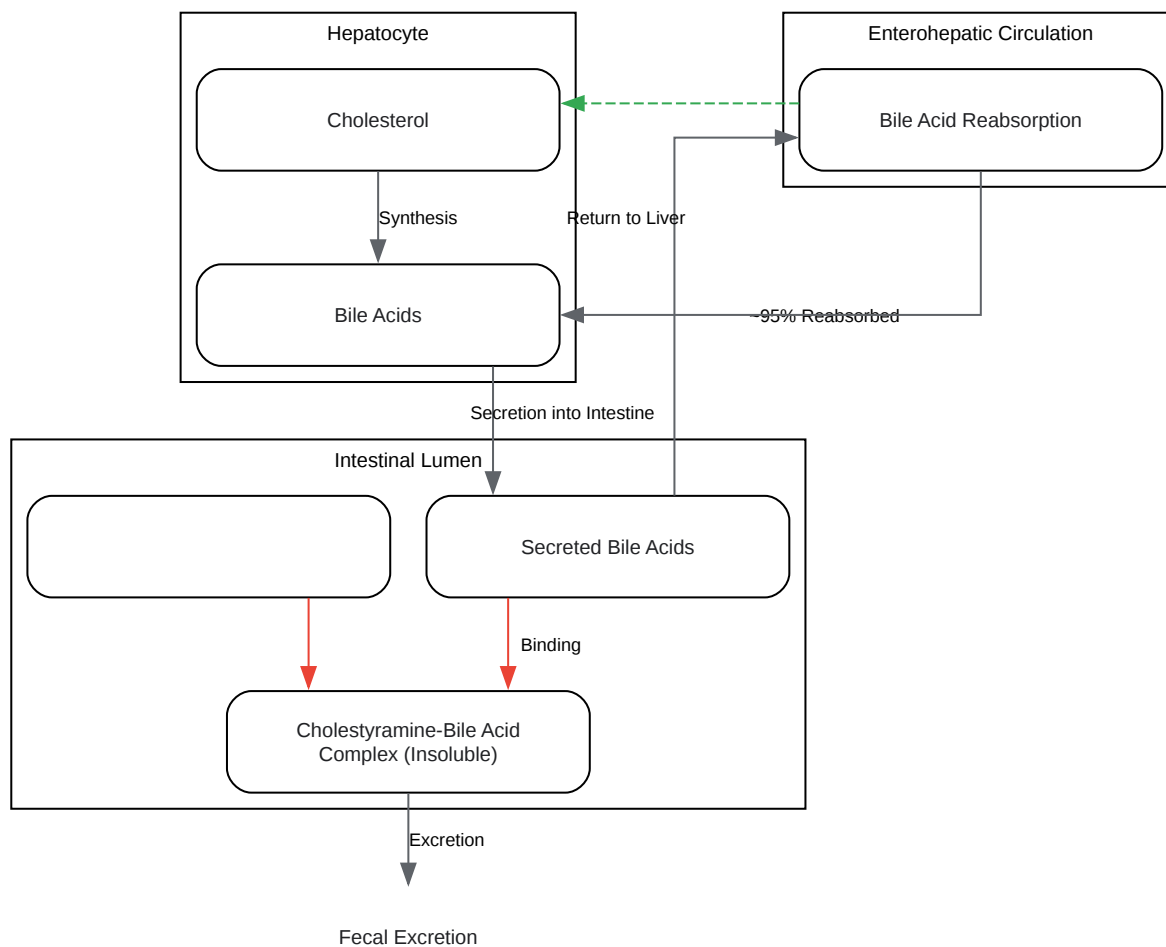 Hepatocyte
Enterohepatic Circulation
Cholesterol
Bile Acid Reabsorption
Synthesis
Return to Liver
Bile Acids
~95% Reabsorbed
Secretion into Intestine
Intestinal Lumen
Secreted Bile Acids
Binding
Cholestyramine-Bile Acid
Complex (Insoluble)
Excretion
Fecal Excretion